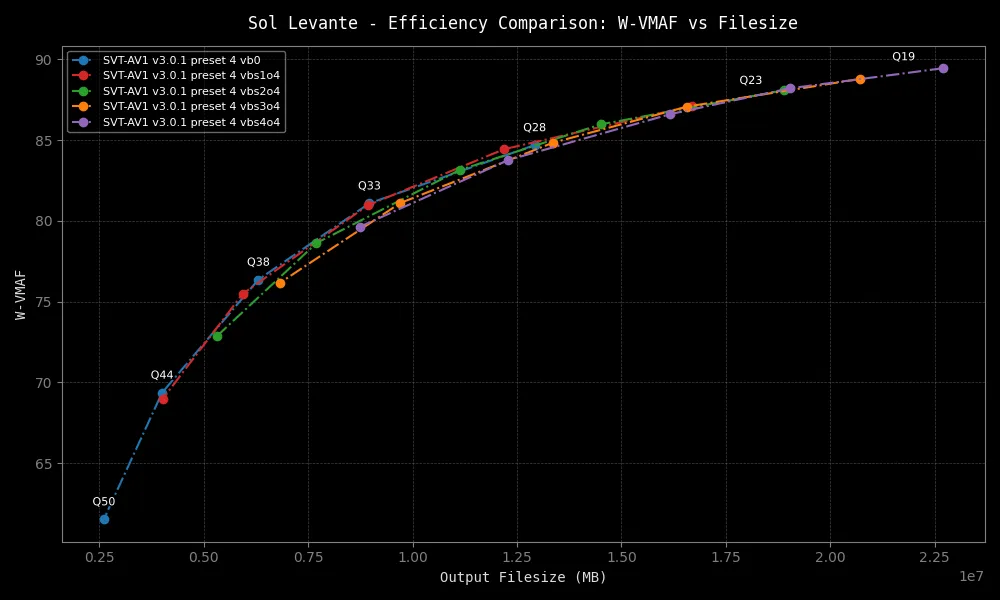 Sol Levante - Efficiency Comparison: W-VMAF vs Filesize
SVT-AV1 v3.0.1 preset 4 vb0
SVT-AV1 v3.0.1 preset 4 vbs1o4
SVT-AV1 v3.0.1 preset 4 vbs2o4
SVT-AV1 v3.0.1 preset 4 vbs3o4
SVT-AV1 v3.0.1 preset 4 vbs4o4
Q19
Q23
Q28
Q33
Q38
Q44
Q50
W-VMAF
90
85
80
75
70
65
0.25 0.50 0.75 1.00 1.25 1.50 1.75 2.00 2.25
1e7
Output Filesize (MB)